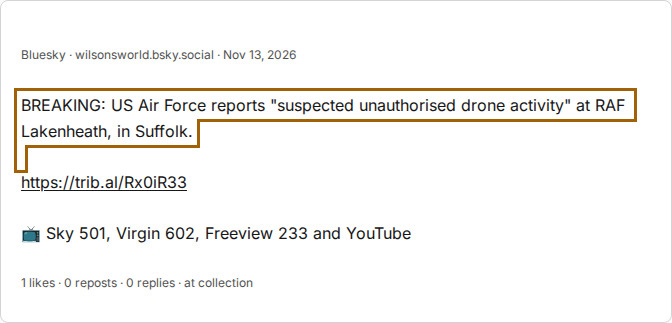 Bluesky · wilsonsworld.bsky.social · Nov 13, 2026
BREAKING: US Air Force reports "suspected unauthorised drone activity" at RAF
Lakenheath, in Suffolk.
https://trib.al/Rx0iR33
📺 Sky 501, Virgin 602, Freeview 233 and YouTube
1 likes · 0 reposts · 0 replies · at collection